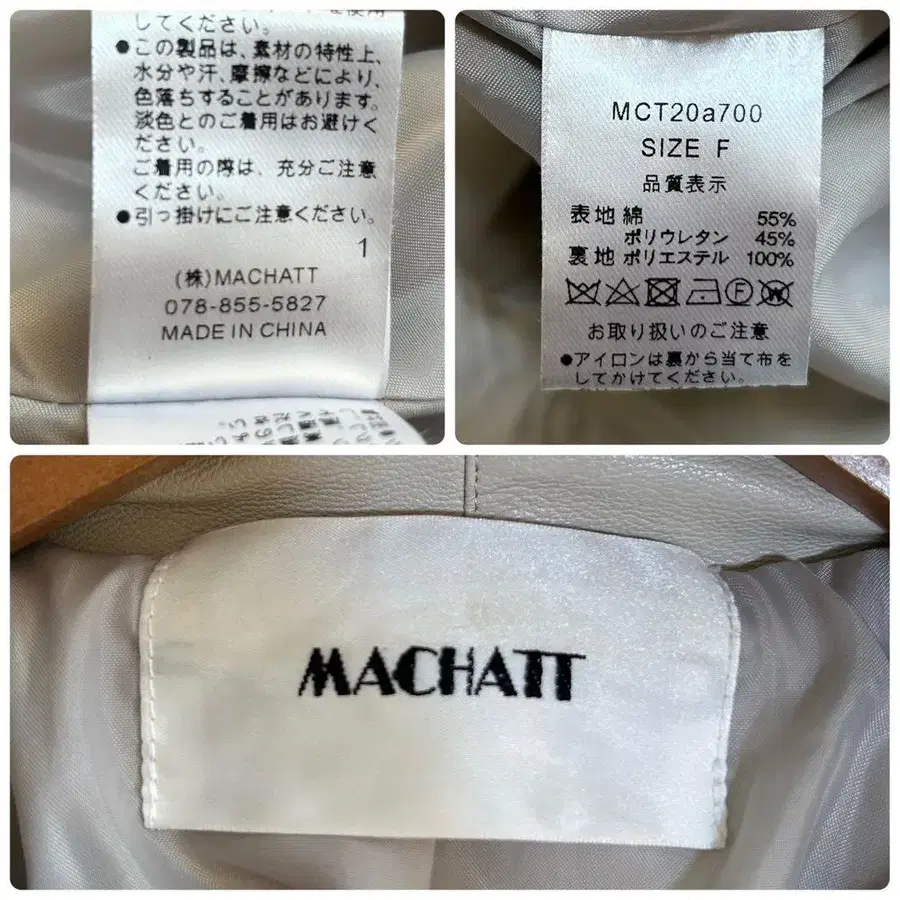 してください。
●この製品は、素材の特性上、
水分や汗、摩擦などにより、
色落ちすることがあります。
淡色とのご着用はお避けく
ださい。
ご着用の際は、充分ご注意
ください。
●引っ掛けにご注意ください。
1
(株)MACHATT
078-855-5827
MADE IN CHINA
MCT20a700
SIZE F
品質表示
表地 綿 55%
ポリウレタン 45%
裏地 ポリエステル 100%
お取り扱いのご注意
●アイロンは裏から当て布を
してかけてください。
MACHATT